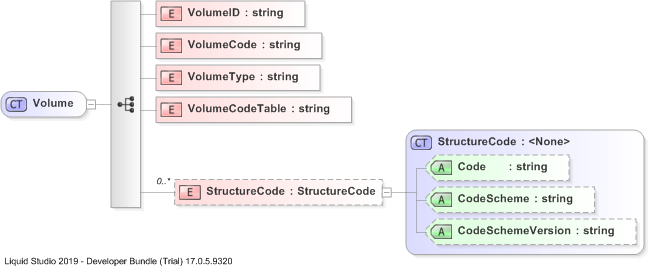 E VolumeID : string
E VolumeCode : string
E VolumeType : string
CT Volume
E VolumeCodeTable : string
CT StructureCode : <None>
A Code : string
0..*
E StructureCode : StructureCode
A CodeScheme : string
A CodeSchemeVersion : string
Liquid Studio 2019 - Developer Bundle (Trial) 17.0.5.9320